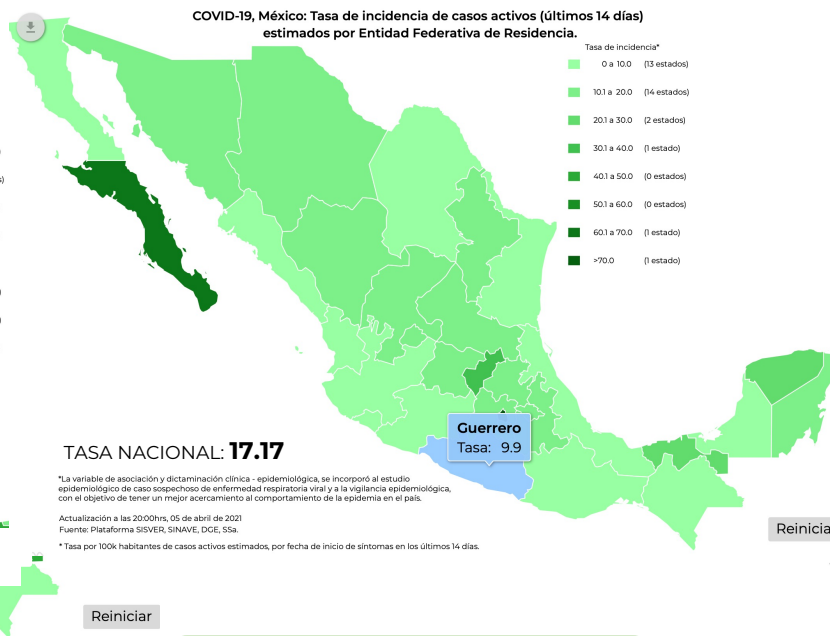 COVID-19, México: Tasa de incidencia de casos activos (últimos 14 días)
estimados por Entidad Federativa de Residencia.
Tasa de incidencia*
0 a 10.0 (13 estados)
10.1 a 20.0 (14 estados)
20.1 a 30.0 (2 estados)
30.1 a 40.0 (1 estado)
40.1 a 50.0 (0 estados)
50.1 a 60.0 (0 estados)
60.1 a 70.0 (1 estado)
>70.0 (1 estado)
Guerrero
Tasa: 9.9
TASA NACIONAL: 17.17
*La variable de asociación y dictaminación clínica - epidemiológica, se incorporó al estudio
epidemiológico de caso sospechos de enfermedad respiratoria viral y a la vigilancia epidemiológica,
con el objetivo de tener un mejor acercamiento al comportamiento de la epidemia en el país.
Actualización a las 20:00hrs, 05 de abril de 2021
Fuente: Plataforma SISVER, SINAVE, DGE, SSa.
* Tasa por 100k habitantes de casos activos estimados, por fecha de inicio de síntomas en los últimos 14 días.
Reinicia
Reiniciar